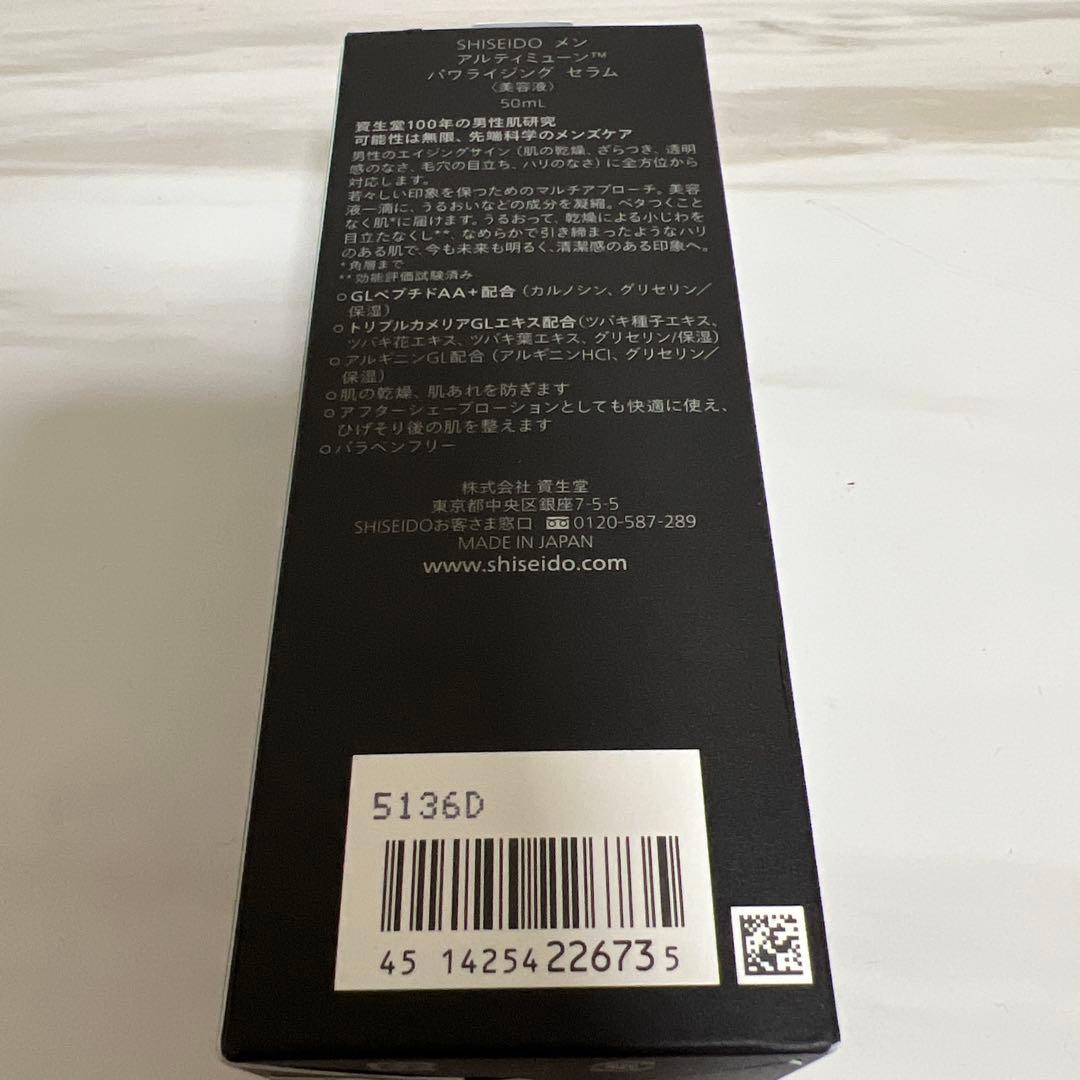 SHISEIDO メン
アルティミューン™
パワライジング セラム
〈美容液〉
50mL
資生堂100年の男性肌研究
可能性は無限、先端科学のメンズケア
男性のエイジングサイン（肌の乾燥、ざらつき、透明
感のなさ、毛穴の目立ち、ハリのなさ）に全方位から
対応します。
若々しい印象を保つためのマルチアプローチ。美容
液一滴に、うるおいなどの成分を凝縮。ベタつくこと
なく肌*に届けます。うるおって、乾燥による小じわを
目立たなくし**、なめらかで引き締まったようなハリ
のある肌で、今も未来も明るく、清潔感のある印象へ。
*角層まで
**効能評価試験済み
○GLペプチドAA+配合（カルノシン、グリセリン／
保湿）
○トリプルカメリアGLエキス配合（ツバキ種子エキス、
ツバキ花エキス、ツバキ葉エキス、グリセリン/保湿）
○アルギニンGL配合（アルギニンHCl、グリセリン／
保湿）
○肌の乾燥、肌あれを防ぎます
○アフターシェーブローションとしても快適に使え、
ひげそり後の肌を整えます
○パラベンフリー
株式会社 資生堂
東京都中央区銀座7-5-5
SHISEIDOお客さま窓口 0120-587-289
MADE IN JAPAN
www.shiseido.com
5136D
45 14254 22673 5